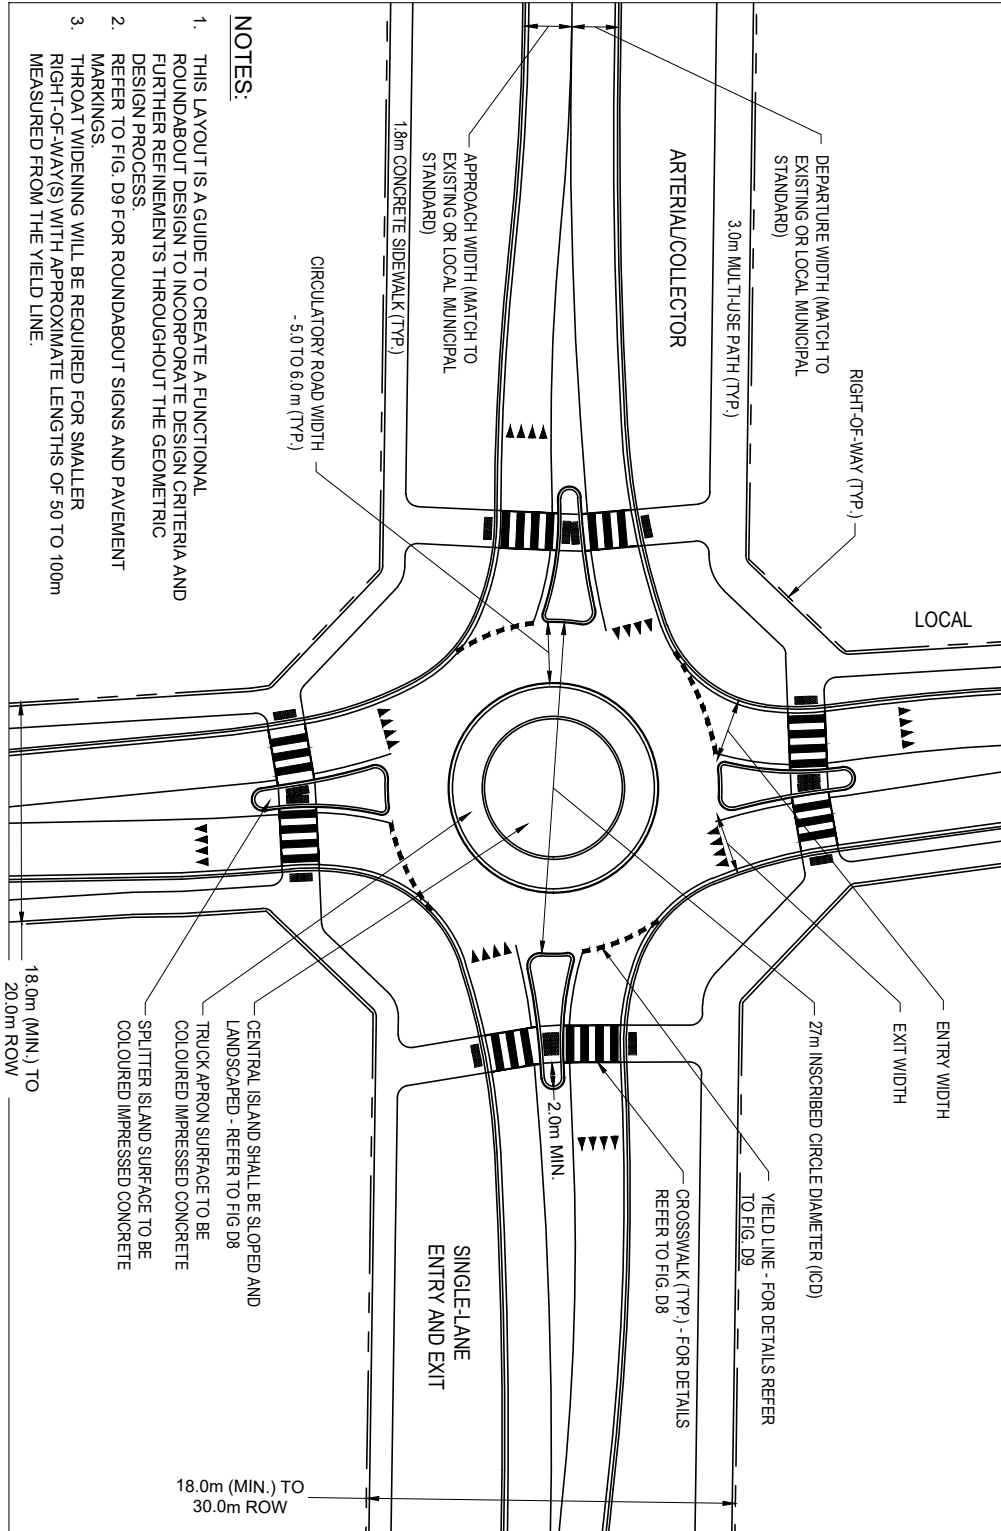 DEPARTURE WIDTH (MATCH TO
EXISTING OR LOCAL MUNICIPAL
STANDARD)
RIGHT-OF-WAY (TYP.)
LOCAL
3.0m MULTI-USE PATH (TYP.)
ARTERIAL/COLLECTOR
APPROACH WIDTH (MATCH TO
EXISTING OR LOCAL MUNICIPAL
STANDARD)
1.8m CONCRETE SIDEWALK (TYP.)
CIRCULATORY ROAD WIDTH
- 5.0 TO 6.0 m (TYP.)
ENTRY WIDTH
EXIT WIDTH
27m INSCRIBED CIRCLE DIAMETER (ICD)
YIELD LINE - FOR DETAILS REFER
TO FIG. D9
CROSSWALK (TYP.) - FOR DETAILS
REFER TO FIG. D8
2.0m MIN.
SINGLE-LANE
ENTRY AND EXIT
CENTRAL ISLAND SHALL BE SLOPED AND
LANDSCAPED - REFER TO FIG D8
TRUCK APRON SURFACE TO BE
COLOURED IMPRESSED CONCRETE
SPLITTER ISLAND SURFACE TO BE
COLOURED IMPRESSED CONCRETE
18.0m (MIN.) TO
20.0m ROW
18.0m (MIN.) TO
30.0m ROW
NOTES:
1. THIS LAYOUT IS A GUIDE TO CREATE A FUNCTIONAL
ROUNDABOUT DESIGN TO INCORPORATE DESIGN CRITERIA AND
FURTHER REFINEMENTS THROUGHOUT THE GEOMETRIC
DESIGN PROCESS.
2. REFER TO FIG. D9 FOR ROUNDABOUT SIGNS AND PAVEMENT
MARKINGS.
3. THROAT WIDENING WILL BE REQUIRED FOR SMALLER
RIGHT-OF-WAY(S) WITH APPROXIMATE LENGTHS OF 50 TO 100m
MEASURED FROM THE YIELD LINE.